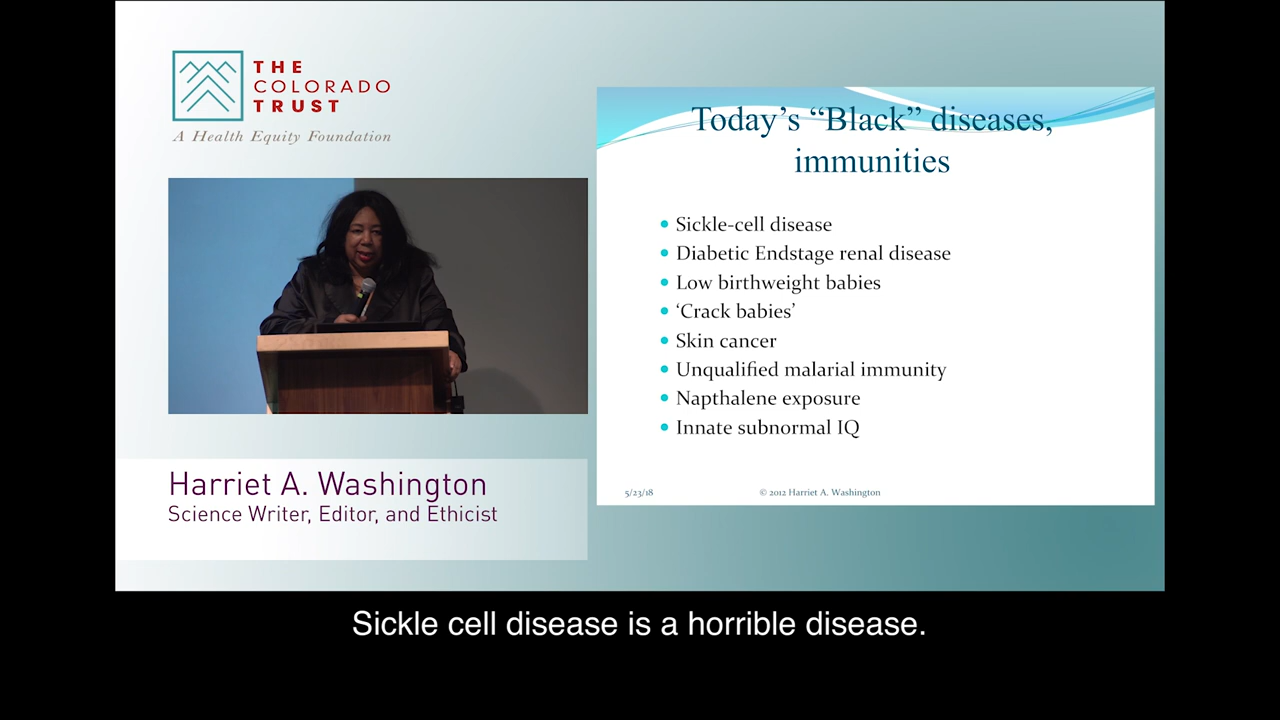 THE
COLORADO
TRUST
A Health Equity Foundation
Today's “Black” diseases,
immunities
Sickle-cell disease
Diabetic Endstage renal disease
Low birthweight babies
‘Crack babies’
Skin cancer
Unqualified malarial immunity
Napthalene exposure
Innate subnormal IQ
5/23/18
© 2012 Harriet A. Washington
Harriet A. Washington
Science Writer, Editor, and Ethicist
Sickle cell disease is a horrible disease.